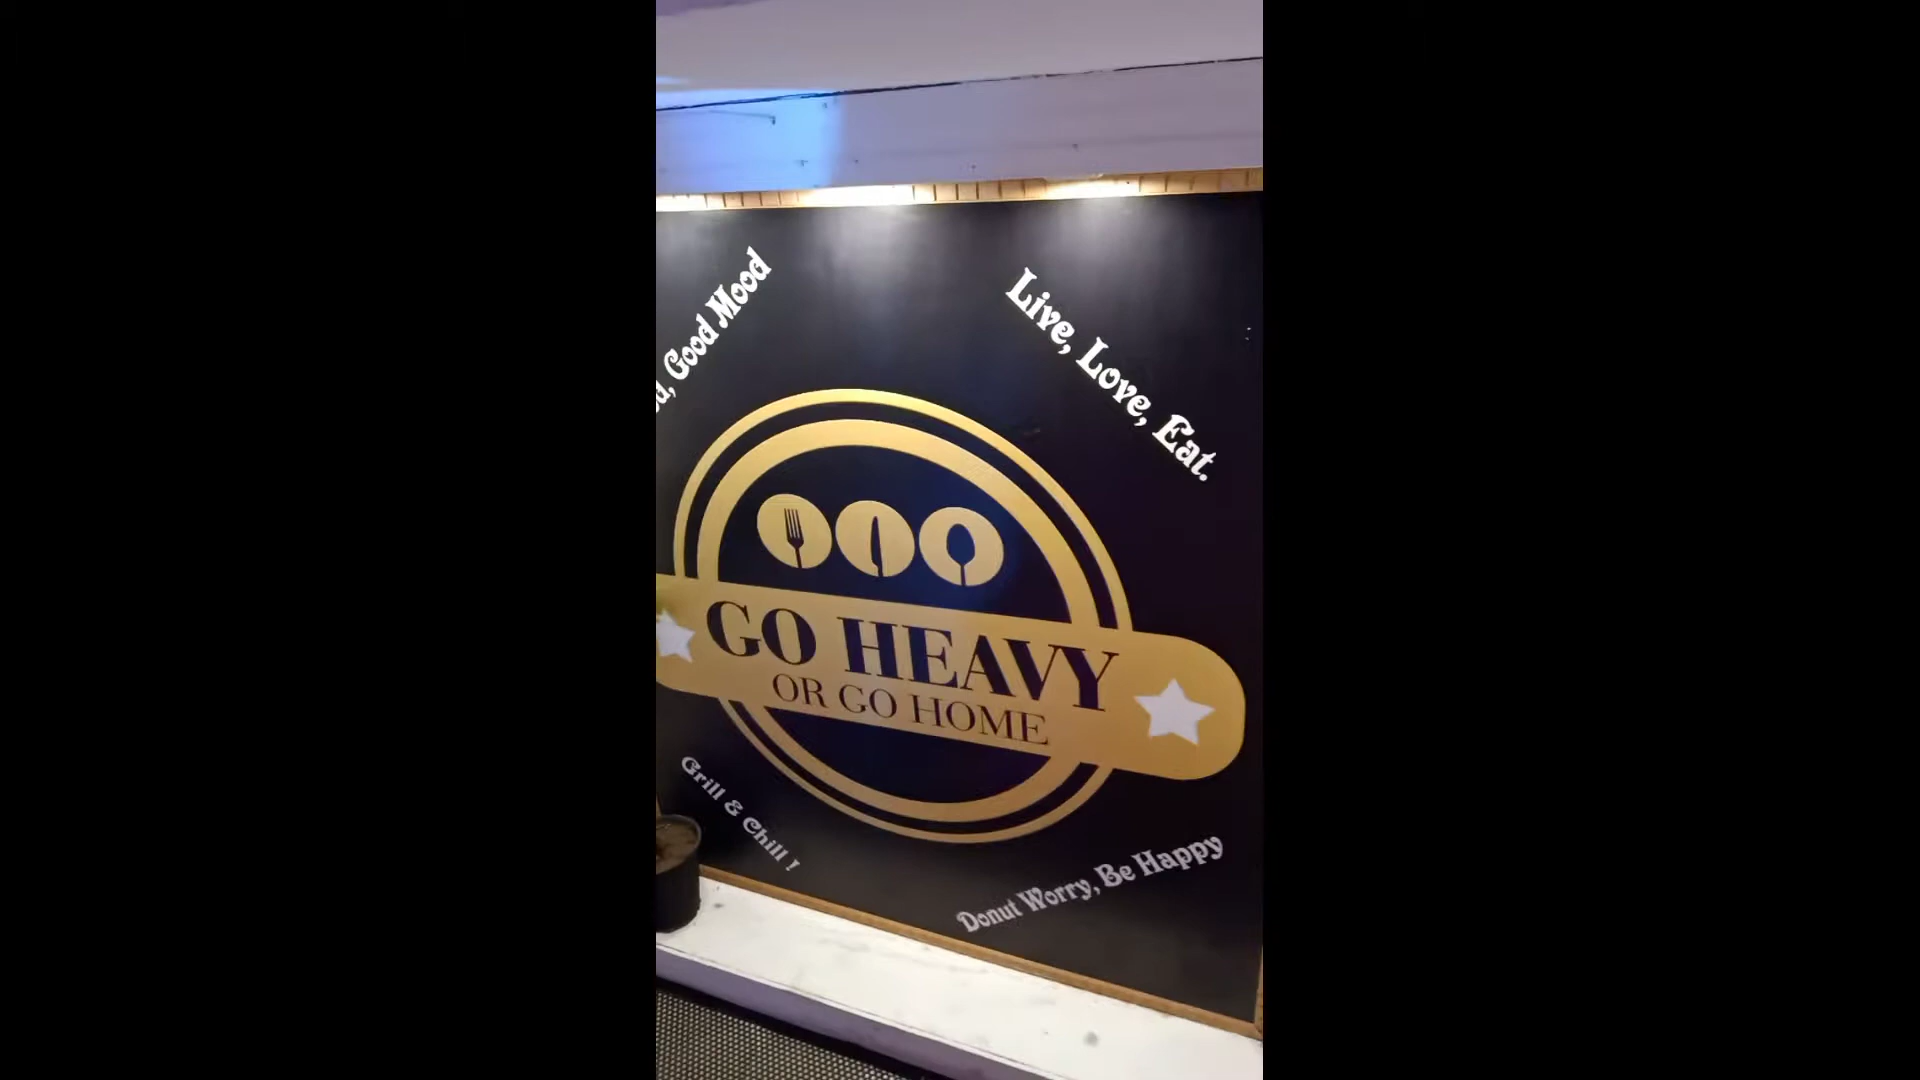 Good Mood
Live, Love, Eat.
GO HEAVY
OR GO HOME
Grill & Chill !
Donut Worry, Be Happy